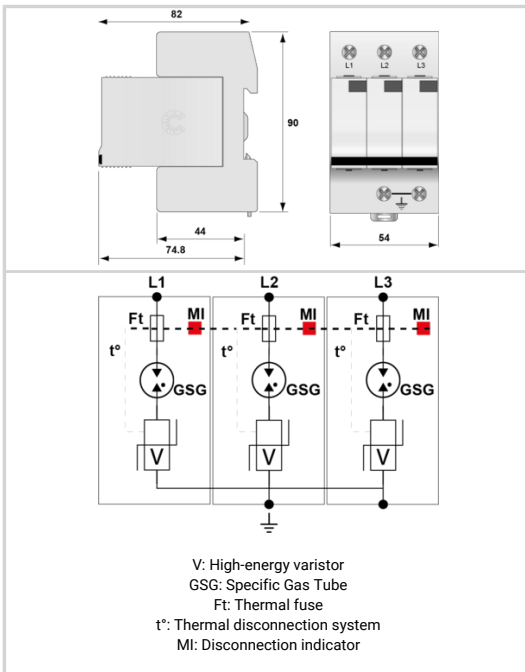 82
L1 L2 L3
90
44
74.8
54
L1 L2 L3
Ft MI Ft MI Ft MI
t° t° t°
GSG GSG GSG
V V V
V: High-energy varistor
GSG: Specific Gas Tube
Ft: Thermal fuse
t°: Thermal disconnection system
MI: Disconnection indicator